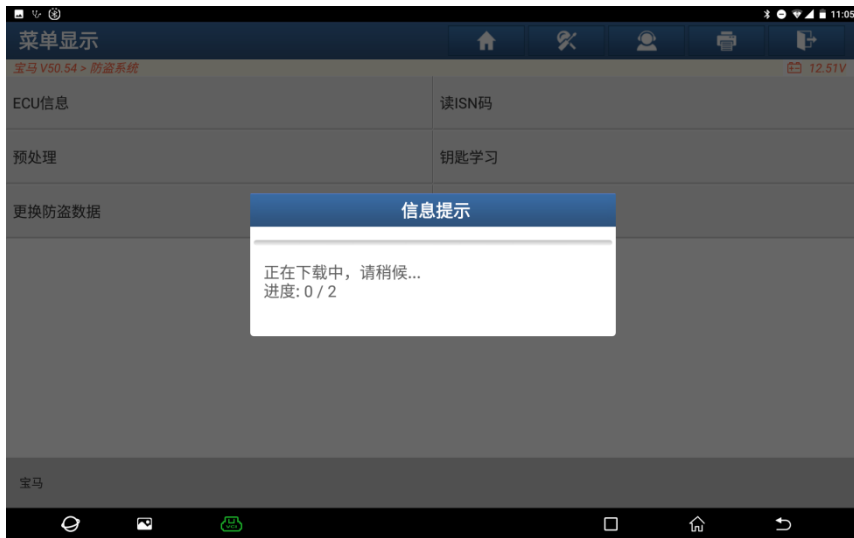 11:05
菜单显示
宝马 V50.54 > 防盗系统
12.51V
ECU信息
读ISN码
预处理
钥匙学习
更换防盗数据
信息提示
正在下载中，请稍候...
进度: 0 / 2
宝马
VCI